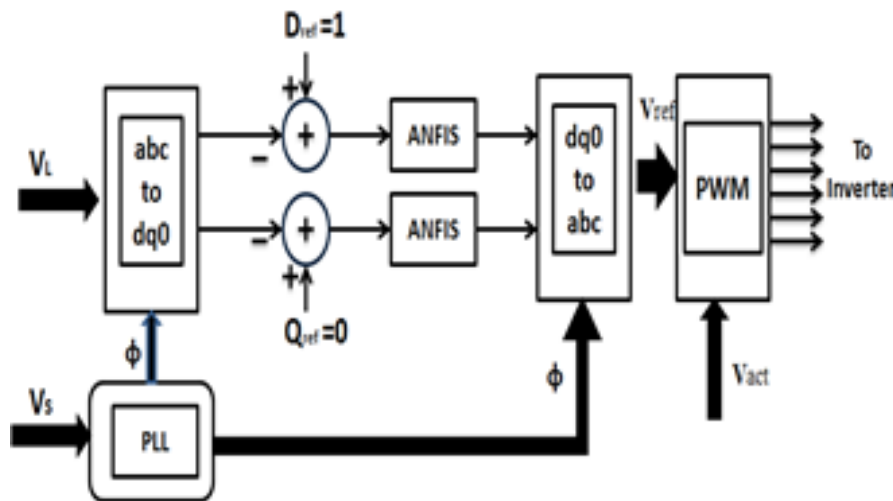 Dref=1
+
VL
abc
to
dq0
−
+
ANFIS
dq0
to
abc
Vref
PWM
To
Inverter
−
+
ANFIS
+
Qref=0
ϕ
ϕ
Vact
VS
PLL